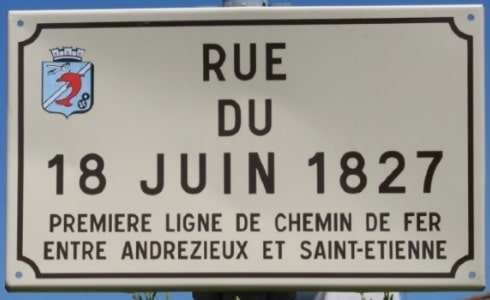 RUE
DU
18 JUIN 1827
PREMIERE LIGNE DE CHEMIN DE FER
ENTRE ANDREZIEUX ET SAINT-ETIENNE